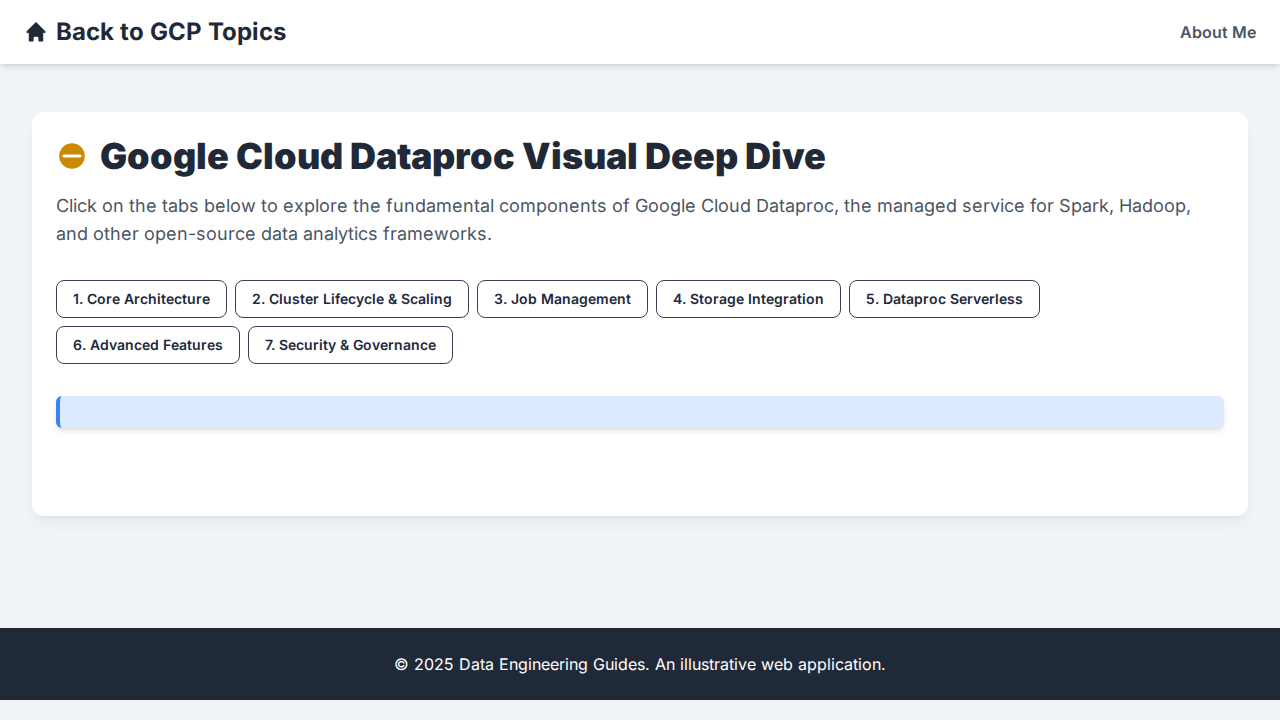 Back to GCP Topics
About Me
Google Cloud Dataproc Visual Deep Dive
Click on the tabs below to explore the fundamental components of Google Cloud Dataproc, the managed service for Spark, Hadoop,
and other open-source data analytics frameworks.
1. Core Architecture
2. Cluster Lifecycle & Scaling
3. Job Management
4. Storage Integration
5. Dataproc Serverless
6. Advanced Features
7. Security & Governance
© 2025 Data Engineering Guides. An illustrative web application.